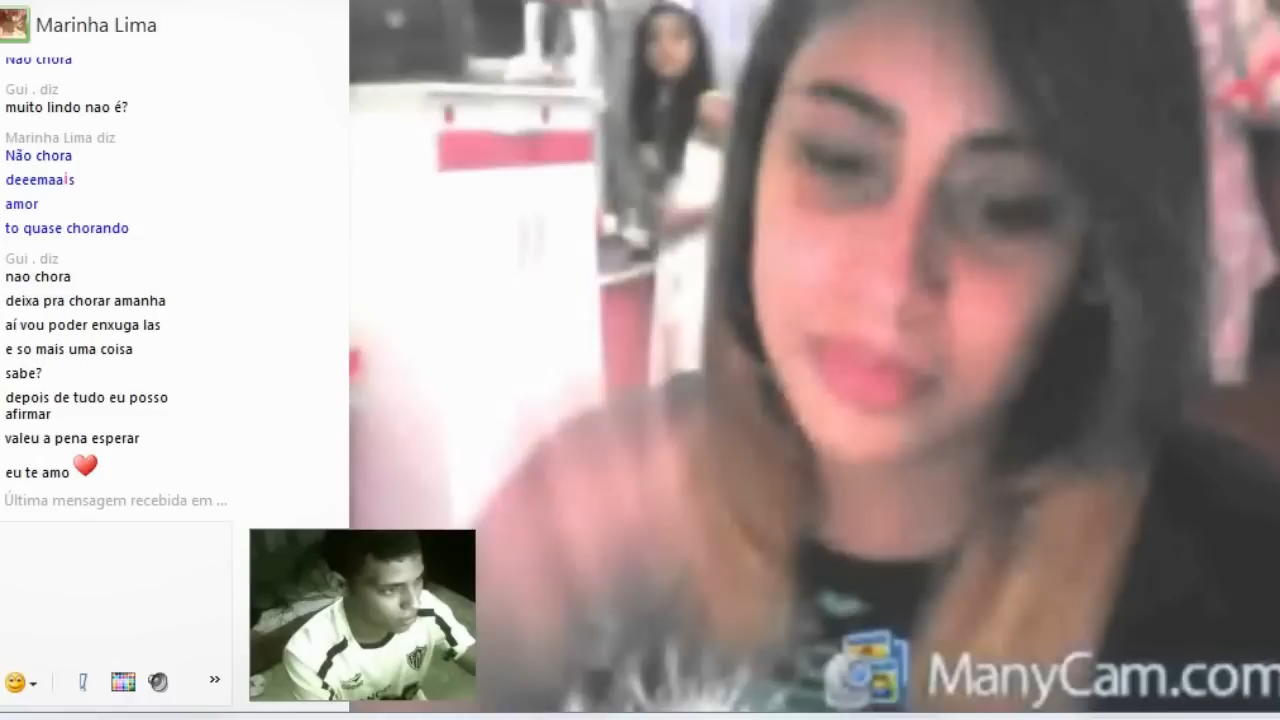 Marinha Lima
Não chora
Gui . diz
muito lindo nao é?
Marinha Lima diz
Não chora
deeemaais
amor
to quase chorando
Gui . diz
nao chora
deixa pra chorar amanha
aí vou poder enxuga las
e so mais uma coisa
sabe?
depois de tudo eu posso
afirmar
valeu a pena esperar
eu te amo
Última mensagem recebida em ...
ManyCam.com